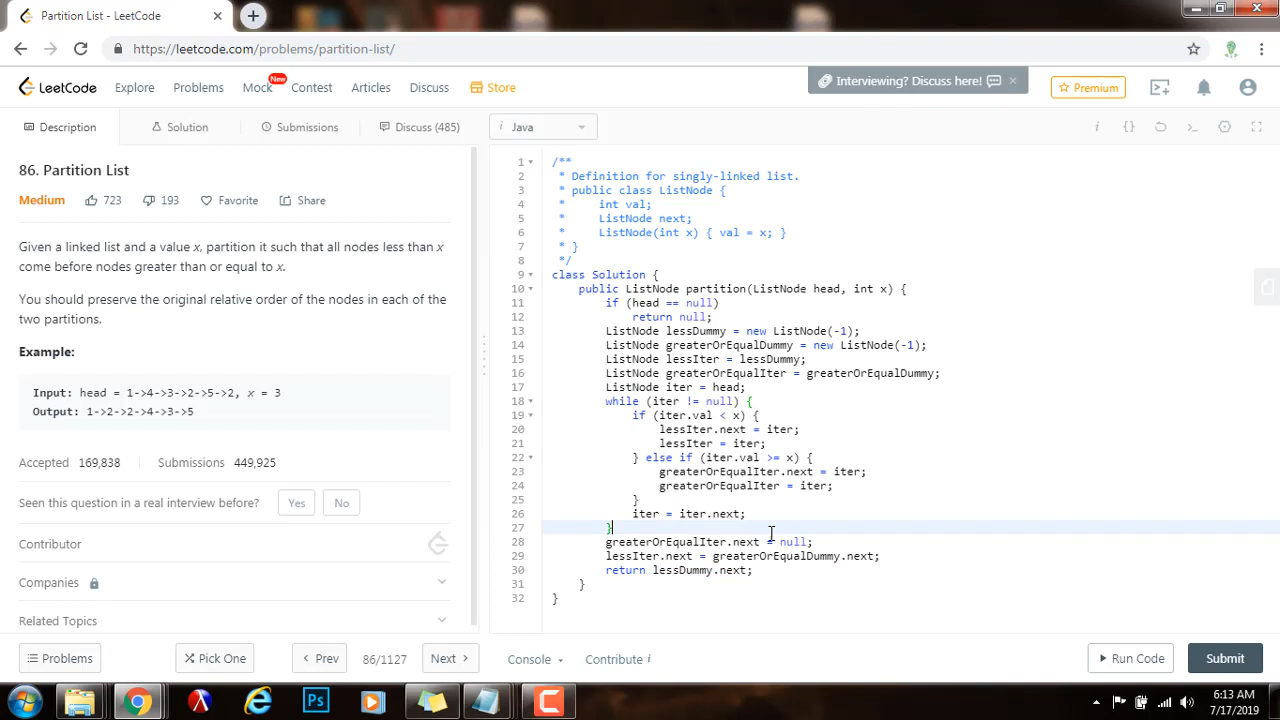 Partition List - LeetCode
https://leetcode.com/problems/partition-list/
LeetCode Explore Problems Mock New Contest Articles Discuss Store Interviewing? Discuss here! Premium
Description Solution Submissions Discuss (485) i Java
86. Partition List
Medium 723 193 Favorite Share
Given a linked list and a value x, partition it such that all nodes less than x
come before nodes greater than or equal to x.
You should preserve the original relative order of the nodes in each of the
two partitions.
Example:
Input: head = 1->4->3->2->5->2, x = 3
Output: 1->2->2->4->3->5
Accepted 169,838 Submissions 449,925
Seen this question in a real interview before? Yes No
Contributor
Companies
Related Topics
1 /**
2 * Definition for singly-linked list.
3 * public class ListNode {
4 *     int val;
5 *     ListNode next;
6 *     ListNode(int x) { val = x; }
7 * }
8 */
9 class Solution {
10 public ListNode partition(ListNode head, int x) {
11 if (head == null)
12 return null;
13 ListNode lessDummy = new ListNode(-1);
14 ListNode greaterOrEqualDummy = new ListNode(-1);
15 ListNode lessIter = lessDummy;
16 ListNode greaterOrEqualIter = greaterOrEqualDummy;
17 ListNode iter = head;
18 while (iter != null) {
19 if (iter.val < x) {
20 lessIter.next = iter;
21 lessIter = iter;
22 } else if (iter.val >= x) {
23 greaterOrEqualIter.next = iter;
24 greaterOrEqualIter = iter;
25 }
26 iter = iter.next;
27 }
28 greaterOrEqualIter.next = null;
29 lessIter.next = greaterOrEqualDummy.next;
30 return lessDummy.next;
31 }
32 }
Problems Pick One Prev 86/1127 Next Console Contribute i Run Code Submit
Ps
6:13 AM
7/17/2019